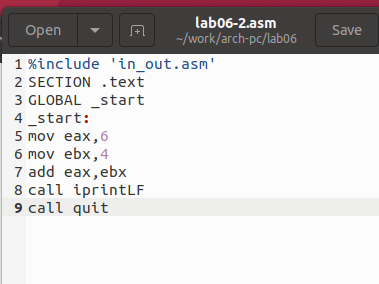 Open
lab06-2.asm
~/work/arch-pc/lab06
Save
1 %include 'in_out.asm'
2 SECTION .text
3 GLOBAL _start
4 _start:
5 mov eax,6
6 mov ebx,4
7 add eax,ebx
8 call iprintLF
9 call quit